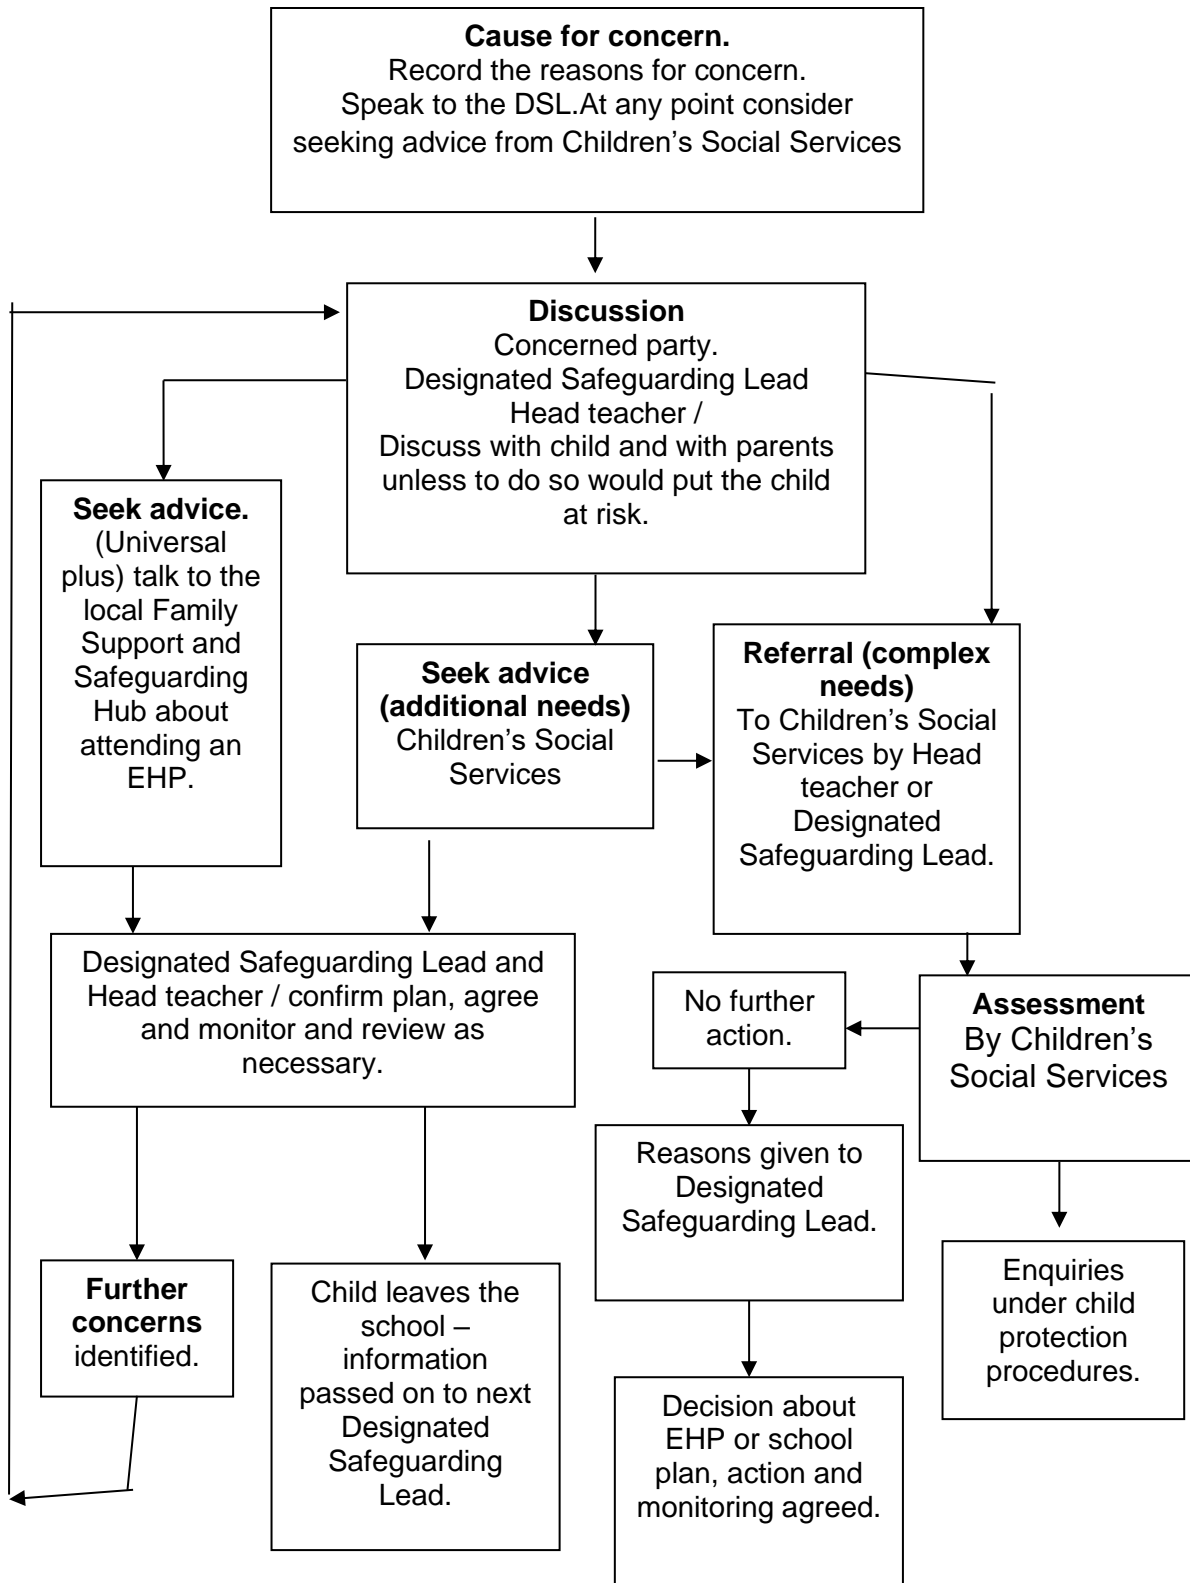 Cause for concern.
Record the reasons for concern.
Speak to the DSL.At any point consider
seeking advice from Children’s Social Services
Discussion
Concerned party.
Designated Safeguarding Lead
Head teacher /
Discuss with child and with parents
unless to do so would put the child
at risk.
Seek advice.
(Universal
plus) talk to the
local Family
Support and
Safeguarding
Hub about
attending an
EHP.
Seek advice
(additional needs)
Children’s Social
Services
Referral (complex
needs)
To Children’s Social
Services by Head
teacher or
Designated
Safeguarding Lead.
Designated Safeguarding Lead and
Head teacher / confirm plan, agree
and monitor and review as
necessary.
No further
action.
Assessment
By Children’s
Social Services
Reasons given to
Designated
Safeguarding Lead.
Further
concerns
identified.
Child leaves the
school –
information
passed on to next
Designated
Safeguarding
Lead.
Enquiries
under child
protection
procedures.
Decision about
EHP or school
plan, action and
monitoring agreed.